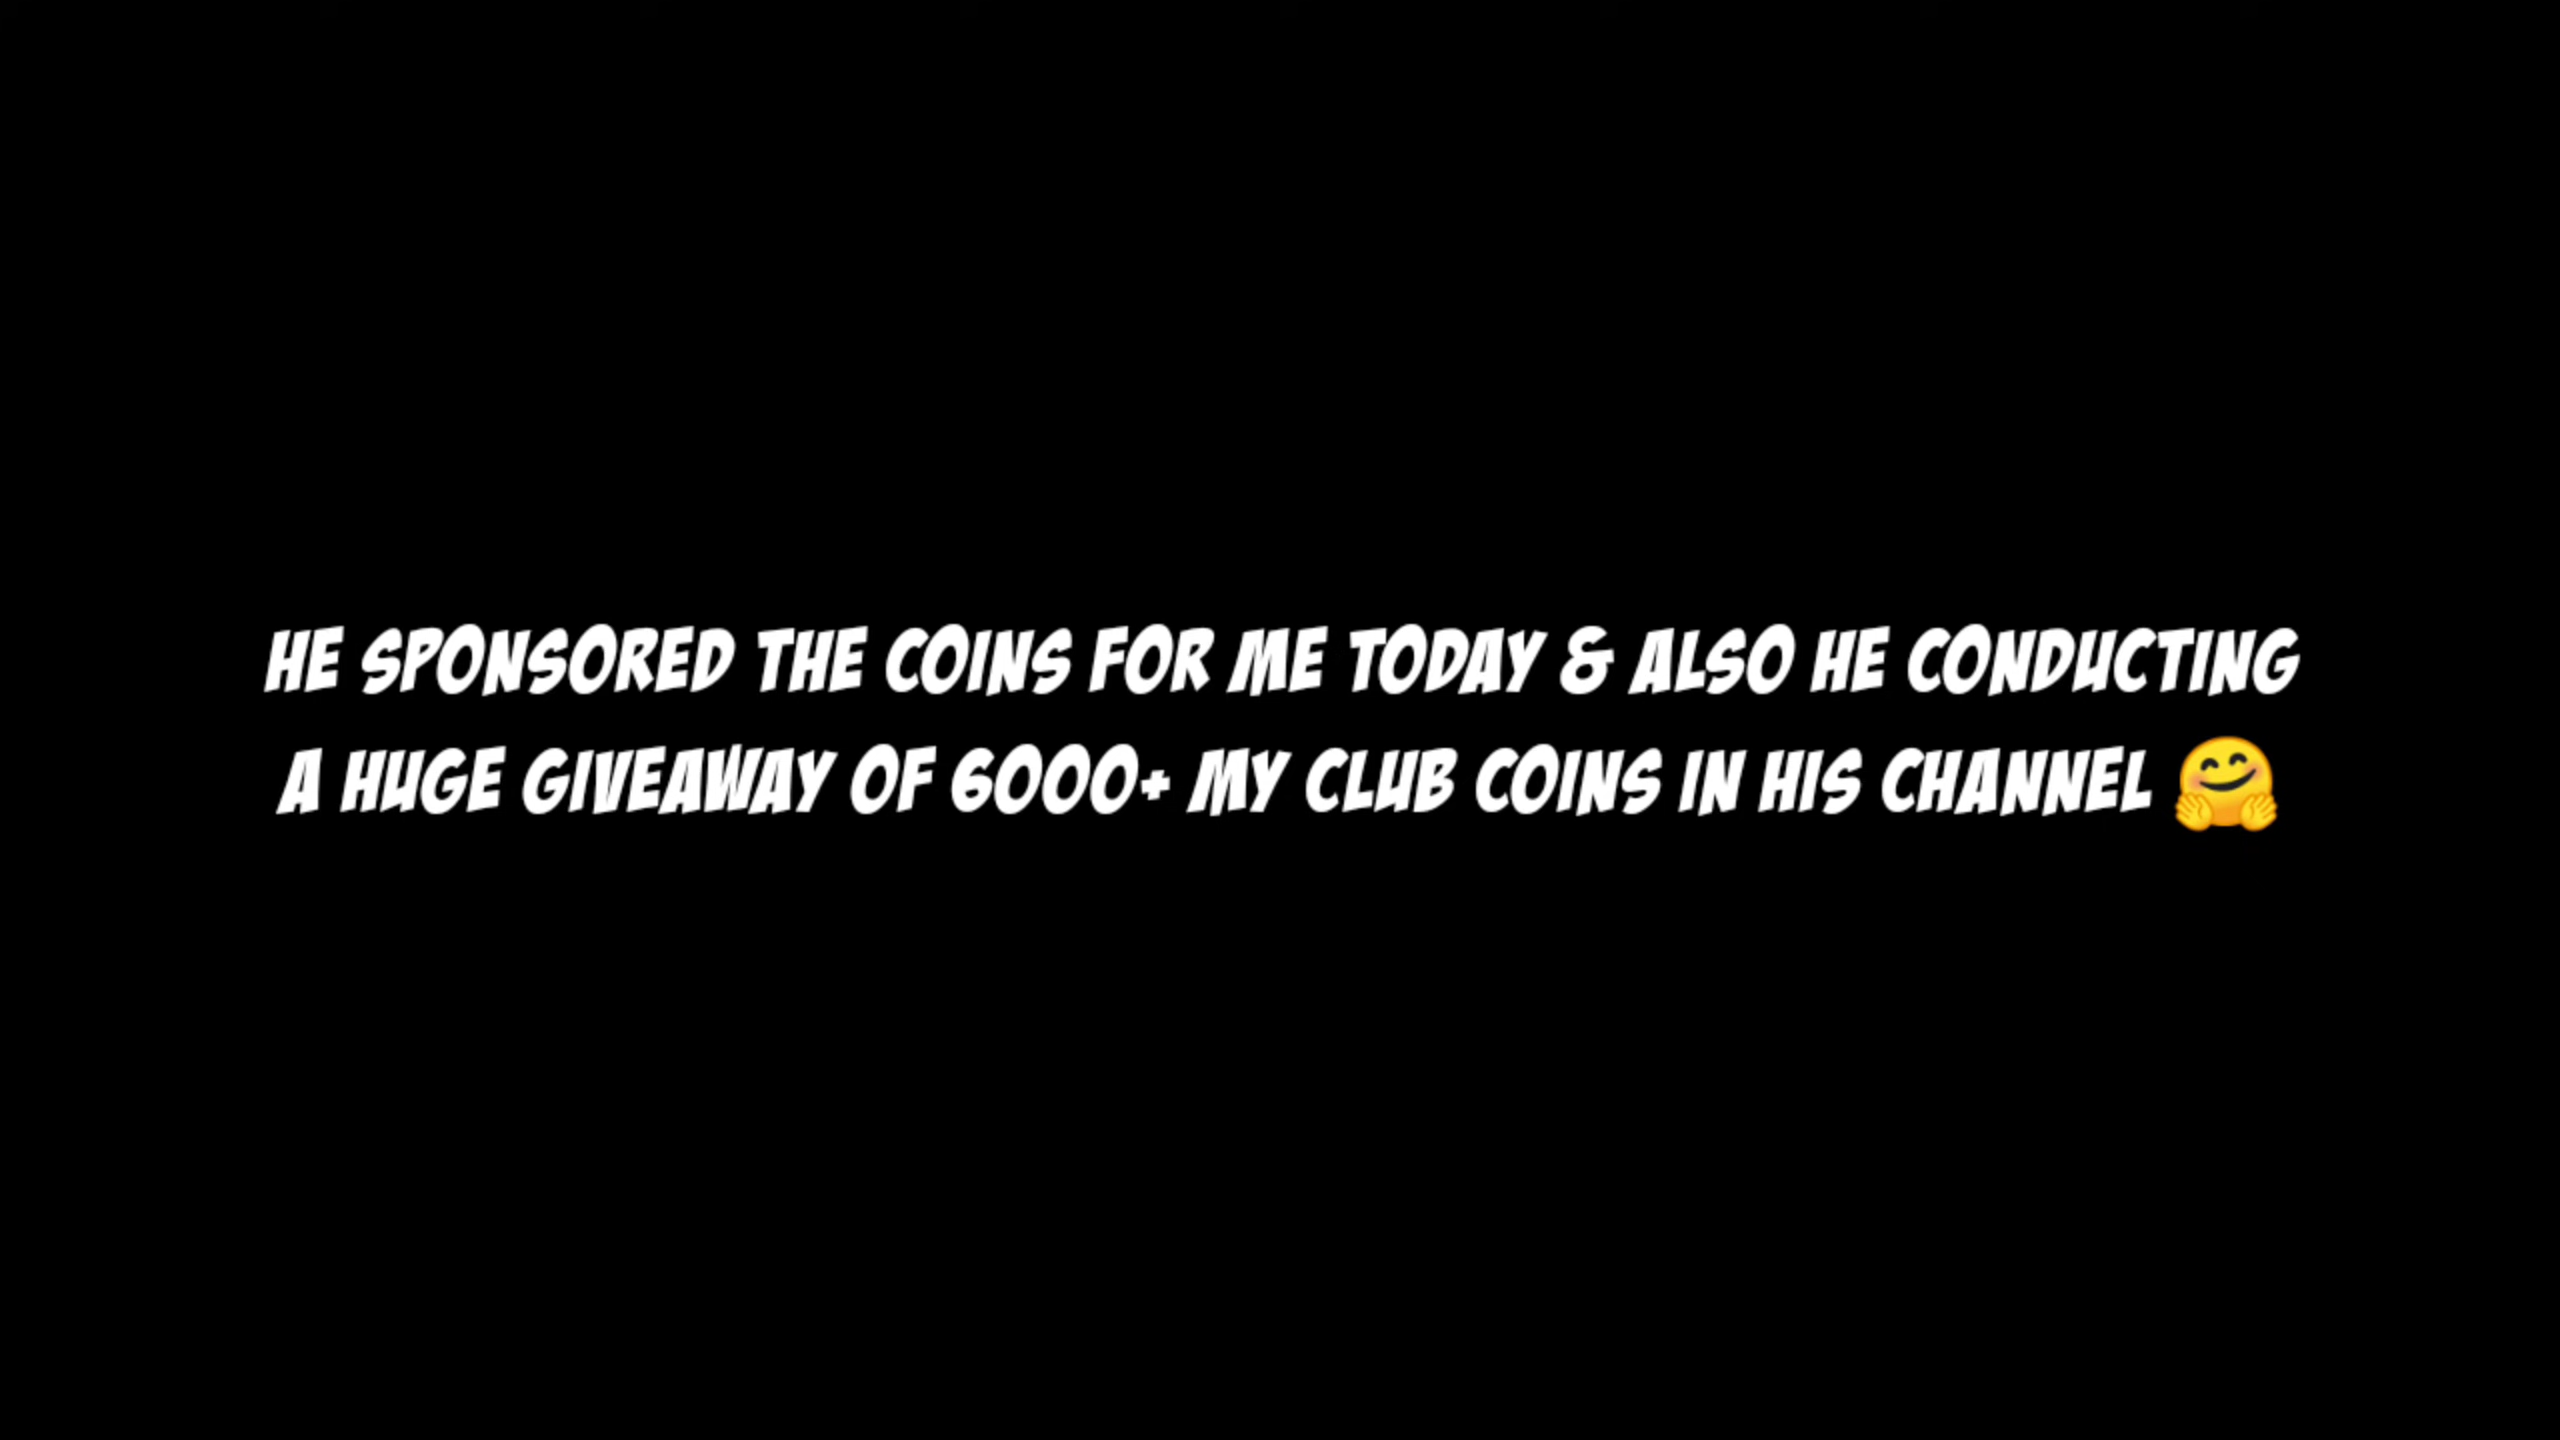 HE SPONSORED THE COINS FOR ME TODAY & ALSO HE CONDUCTING
A HUGE GIVEAWAY OF 6000+ MY CLUB COINS IN HIS CHANNEL 🤗